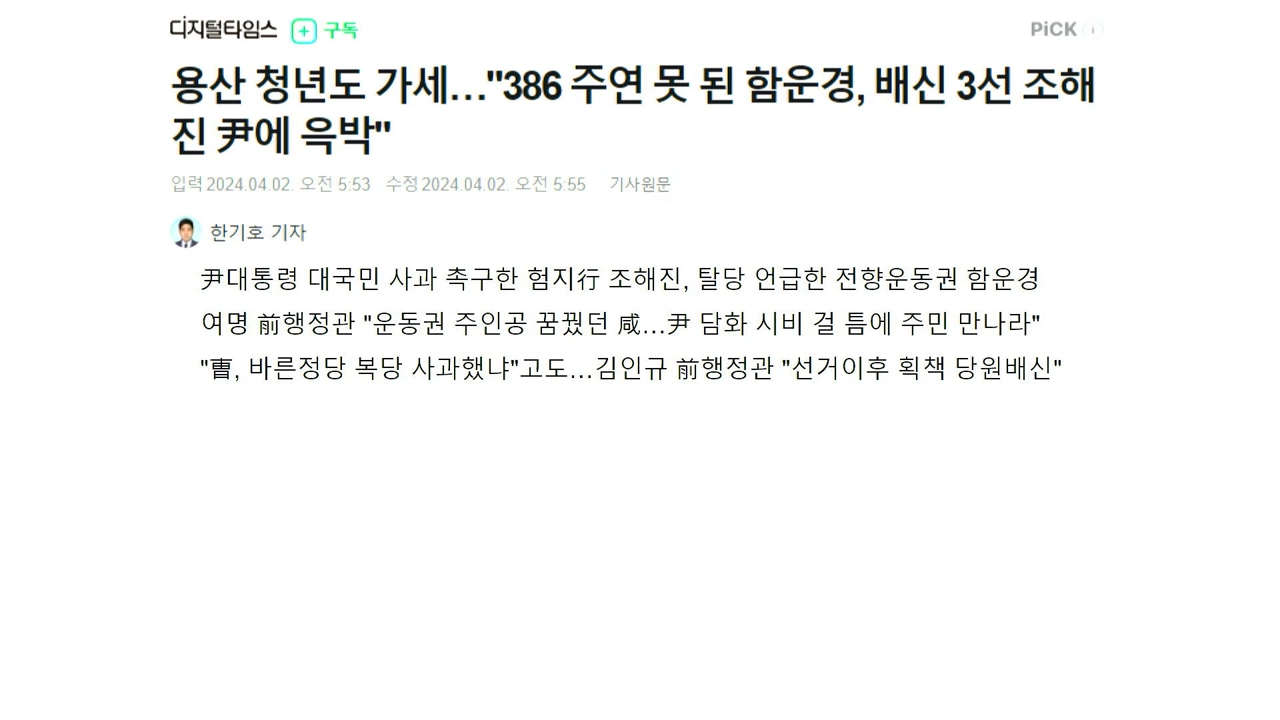 디지털타임스 + 구독 PiCK i
용산 청년도 가세…"386 주연 못 된 함운경, 배신 3선 조해
진 尹에 윽박"
입력 2024.04.02. 오전 5:53 수정 2024.04.02. 오전 5:55 기사원문
한기호 기자
尹대통령 대국민 사과 촉구한 험지行 조해진, 탈당 언급한 전향운동권 함운경
여명 前행정관 "운동권 주인공 꿈꿨던 咸…尹 담화 시비 걸 틈에 주민 만나라"
"曺, 바른정당 복당 사과했냐"고도…김인규 前행정관 "선거이후 획책 당원배신"